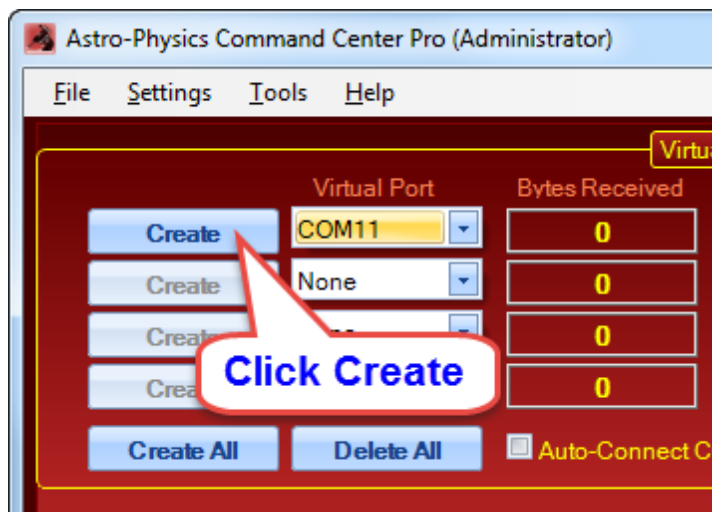 Astro-Physics Command Center Pro (Administrator)
File Settings Tools Help
Virtual Port Bytes Received
Create COM11 0
Create None 0
Create 0
0
Click Create
Create All Delete All Auto-Connect C